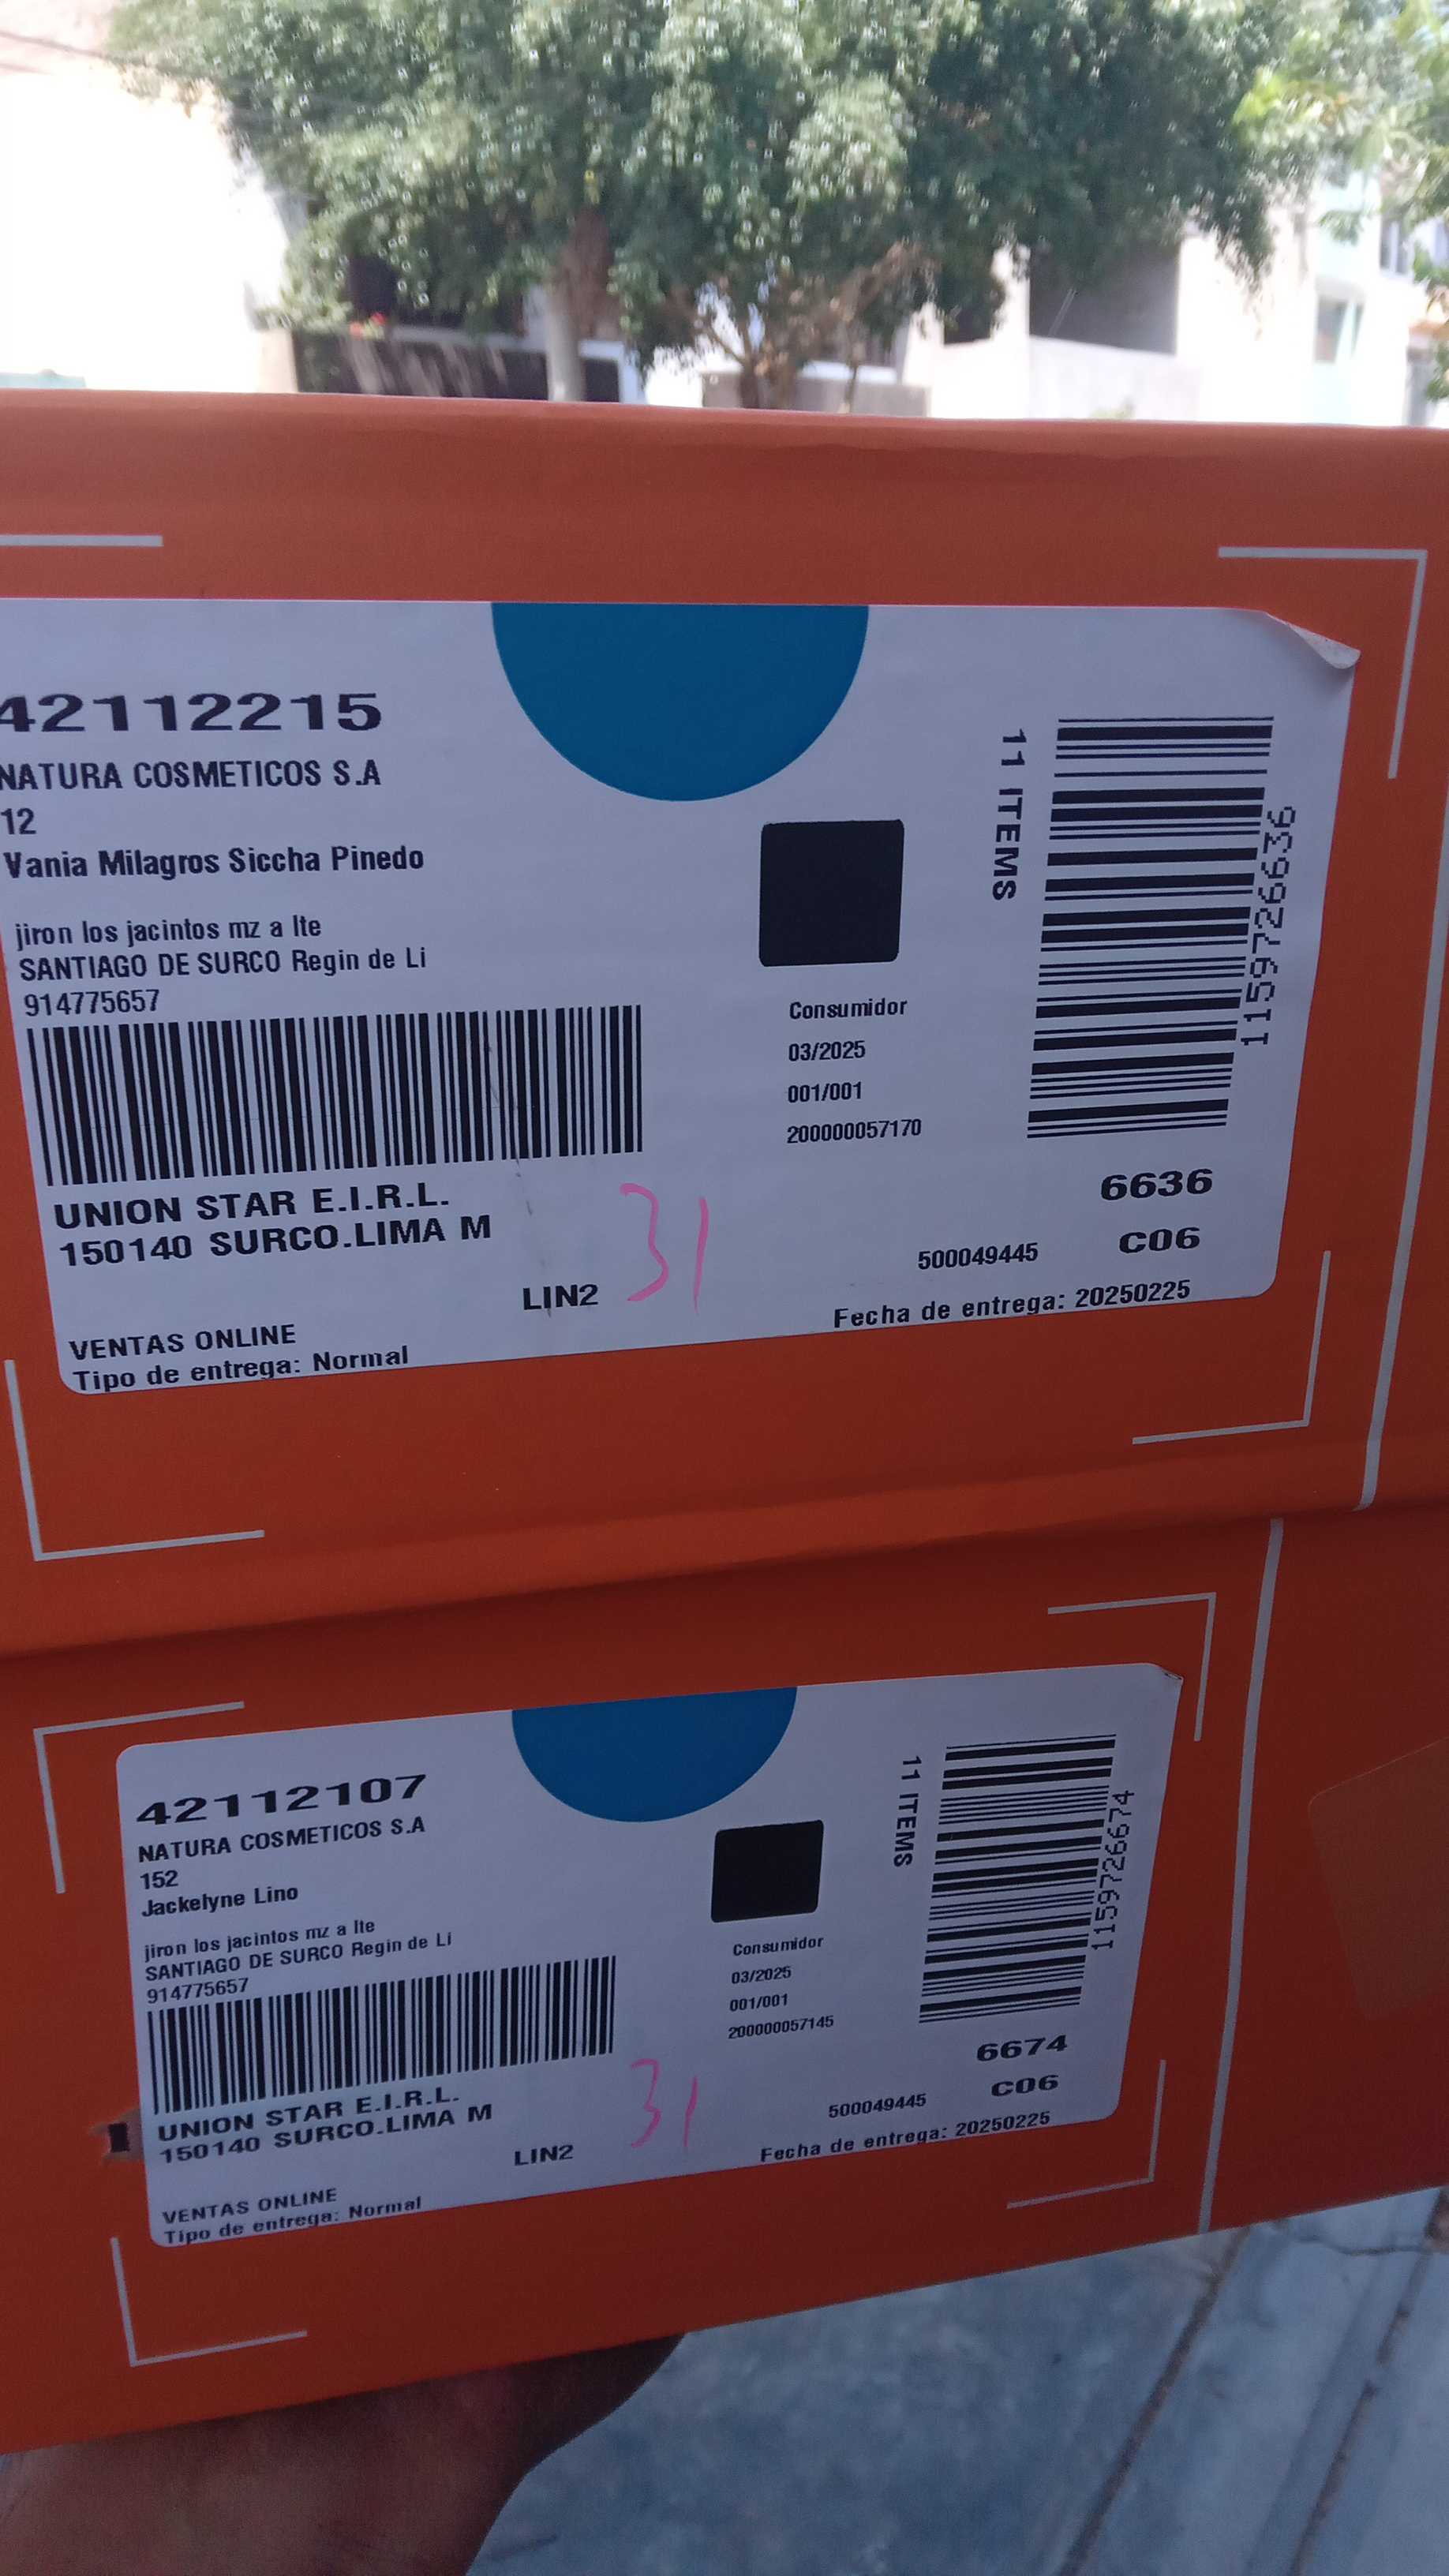 42112215
NATURA COSMETICOS S.A
12
Vania Milagros Siccha Pinedo
jiron los jacintos mz a lte
SANTIAGO DE SURCO Regin de Li
914775657
UNION STAR E.I.R.L.
150140 SURCO.LIMA M
LIN2
31
VENTAS ONLINE
Tipo de entrega: Normal
11 ITEMS
1159726636
Consumidor
03/2025
001/001
200000057170
6636
500049445
C06
Fecha de entrega: 20250225
42112107
NATURA COSMETICOS S.A
152
Jackelyne Lino
jiron los jacintos mz a lte
SANTIAGO DE SURCO Regin de Li
914775657
UNION STAR E.I.R.L.
150140 SURCO.LIMA M
LIN2
31
VENTAS ONLINE
Tipo de entrega: Normal
11 ITEMS
1159726674
Consumidor
03/2025
001/001
200000057145
6674
500049445
C06
Fecha de entrega: 20250225